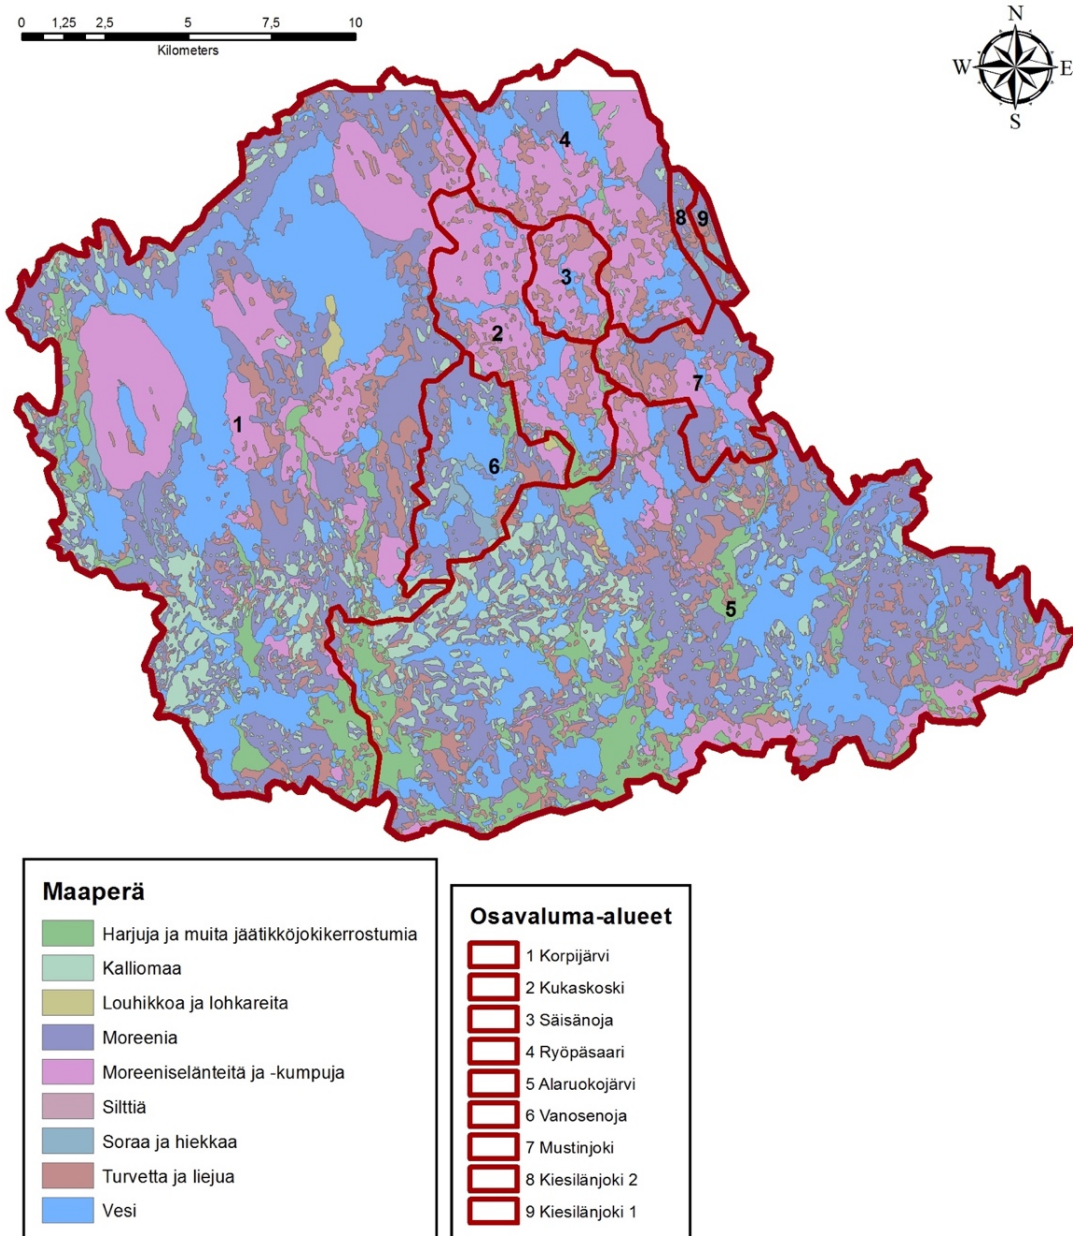 0 1,25 2,5 5 7,5 10
Kilometers
N
W E
S
4
8 9
3
2
7
1
6
5
Maaperä
Harjuja ja muita jäätikköjokikerrostumia
Kalliomaa
Louhikkoa ja lohkareita
Moreenia
Moreeniselänteitä ja -kumpuja
Silttiä
Soraa ja hiekkaa
Turvetta ja liejua
Vesi
Osavaluma-alueet
1 Korpijärvi
2 Kukaskoski
3 Säisänoja
4 Ryöpäsaari
5 Alaruokojärvi
6 Vanosenoja
7 Mustinjoki
8 Kiesilänjoki 2
9 Kiesilänjoki 1